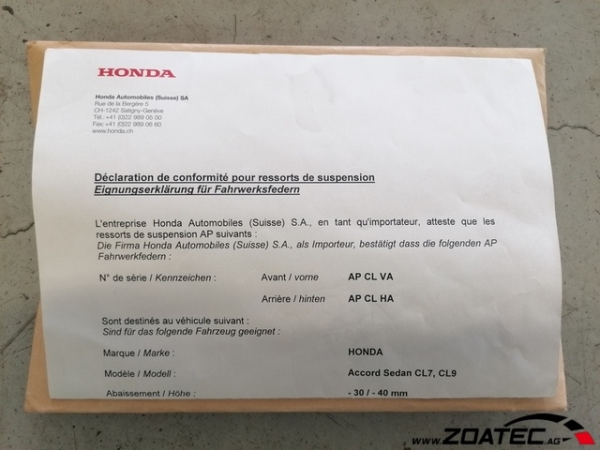 HONDA
Honda Automobiles (Suisse) SA
Rue de la Bergère 5
CH-1242 Satigny-Genève
Tél.: +41 (0)22 989 05 00
Fax:+41 (0)22 989 06 60
www.honda.ch
Déclaration de conformité pour ressorts de suspension
Eignungserklärung für Fahrwerksfedern
L'entreprise Honda Automobiles (Suisse) S.A., en tant qu'importateur, atteste que les
ressorts de suspension AP suivants :
Die Firma Honda Automobiles (Suisse) S.A., als Importeur, bestätigt dass die folgenden AP
Fahrwerkfedern :
N° de série / Kennzeichen : Avant / vorne AP CL VA
Arrière / hinten AP CL HA
Sont destinés au véhicule suivant :
Sind für das folgende Fahrzeug geeignet :
Marque / Marke : HONDA
Modèle / Modell : Accord Sedan CL7, CL9
Abaissement / Höhe : - 30 / - 40 mm
www.ZOATEC.AG